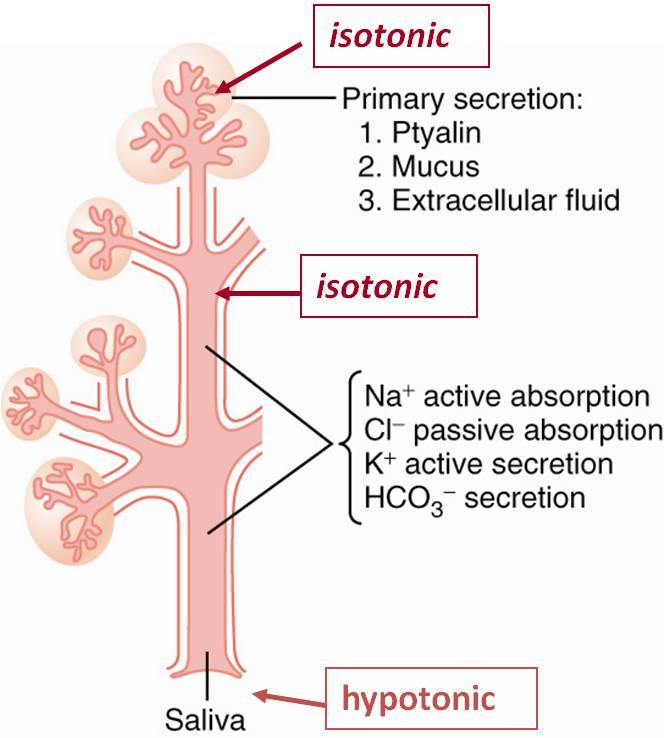 isotonic
Primary secretion:
1. Ptyalin
2. Mucus
3. Extracellular fluid
isotonic
Na⁺ active absorption
Cl⁻ passive absorption
K⁺ active secretion
HCO₃⁻ secretion
hypotonic
Saliva